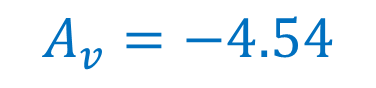 A_v = −4.54